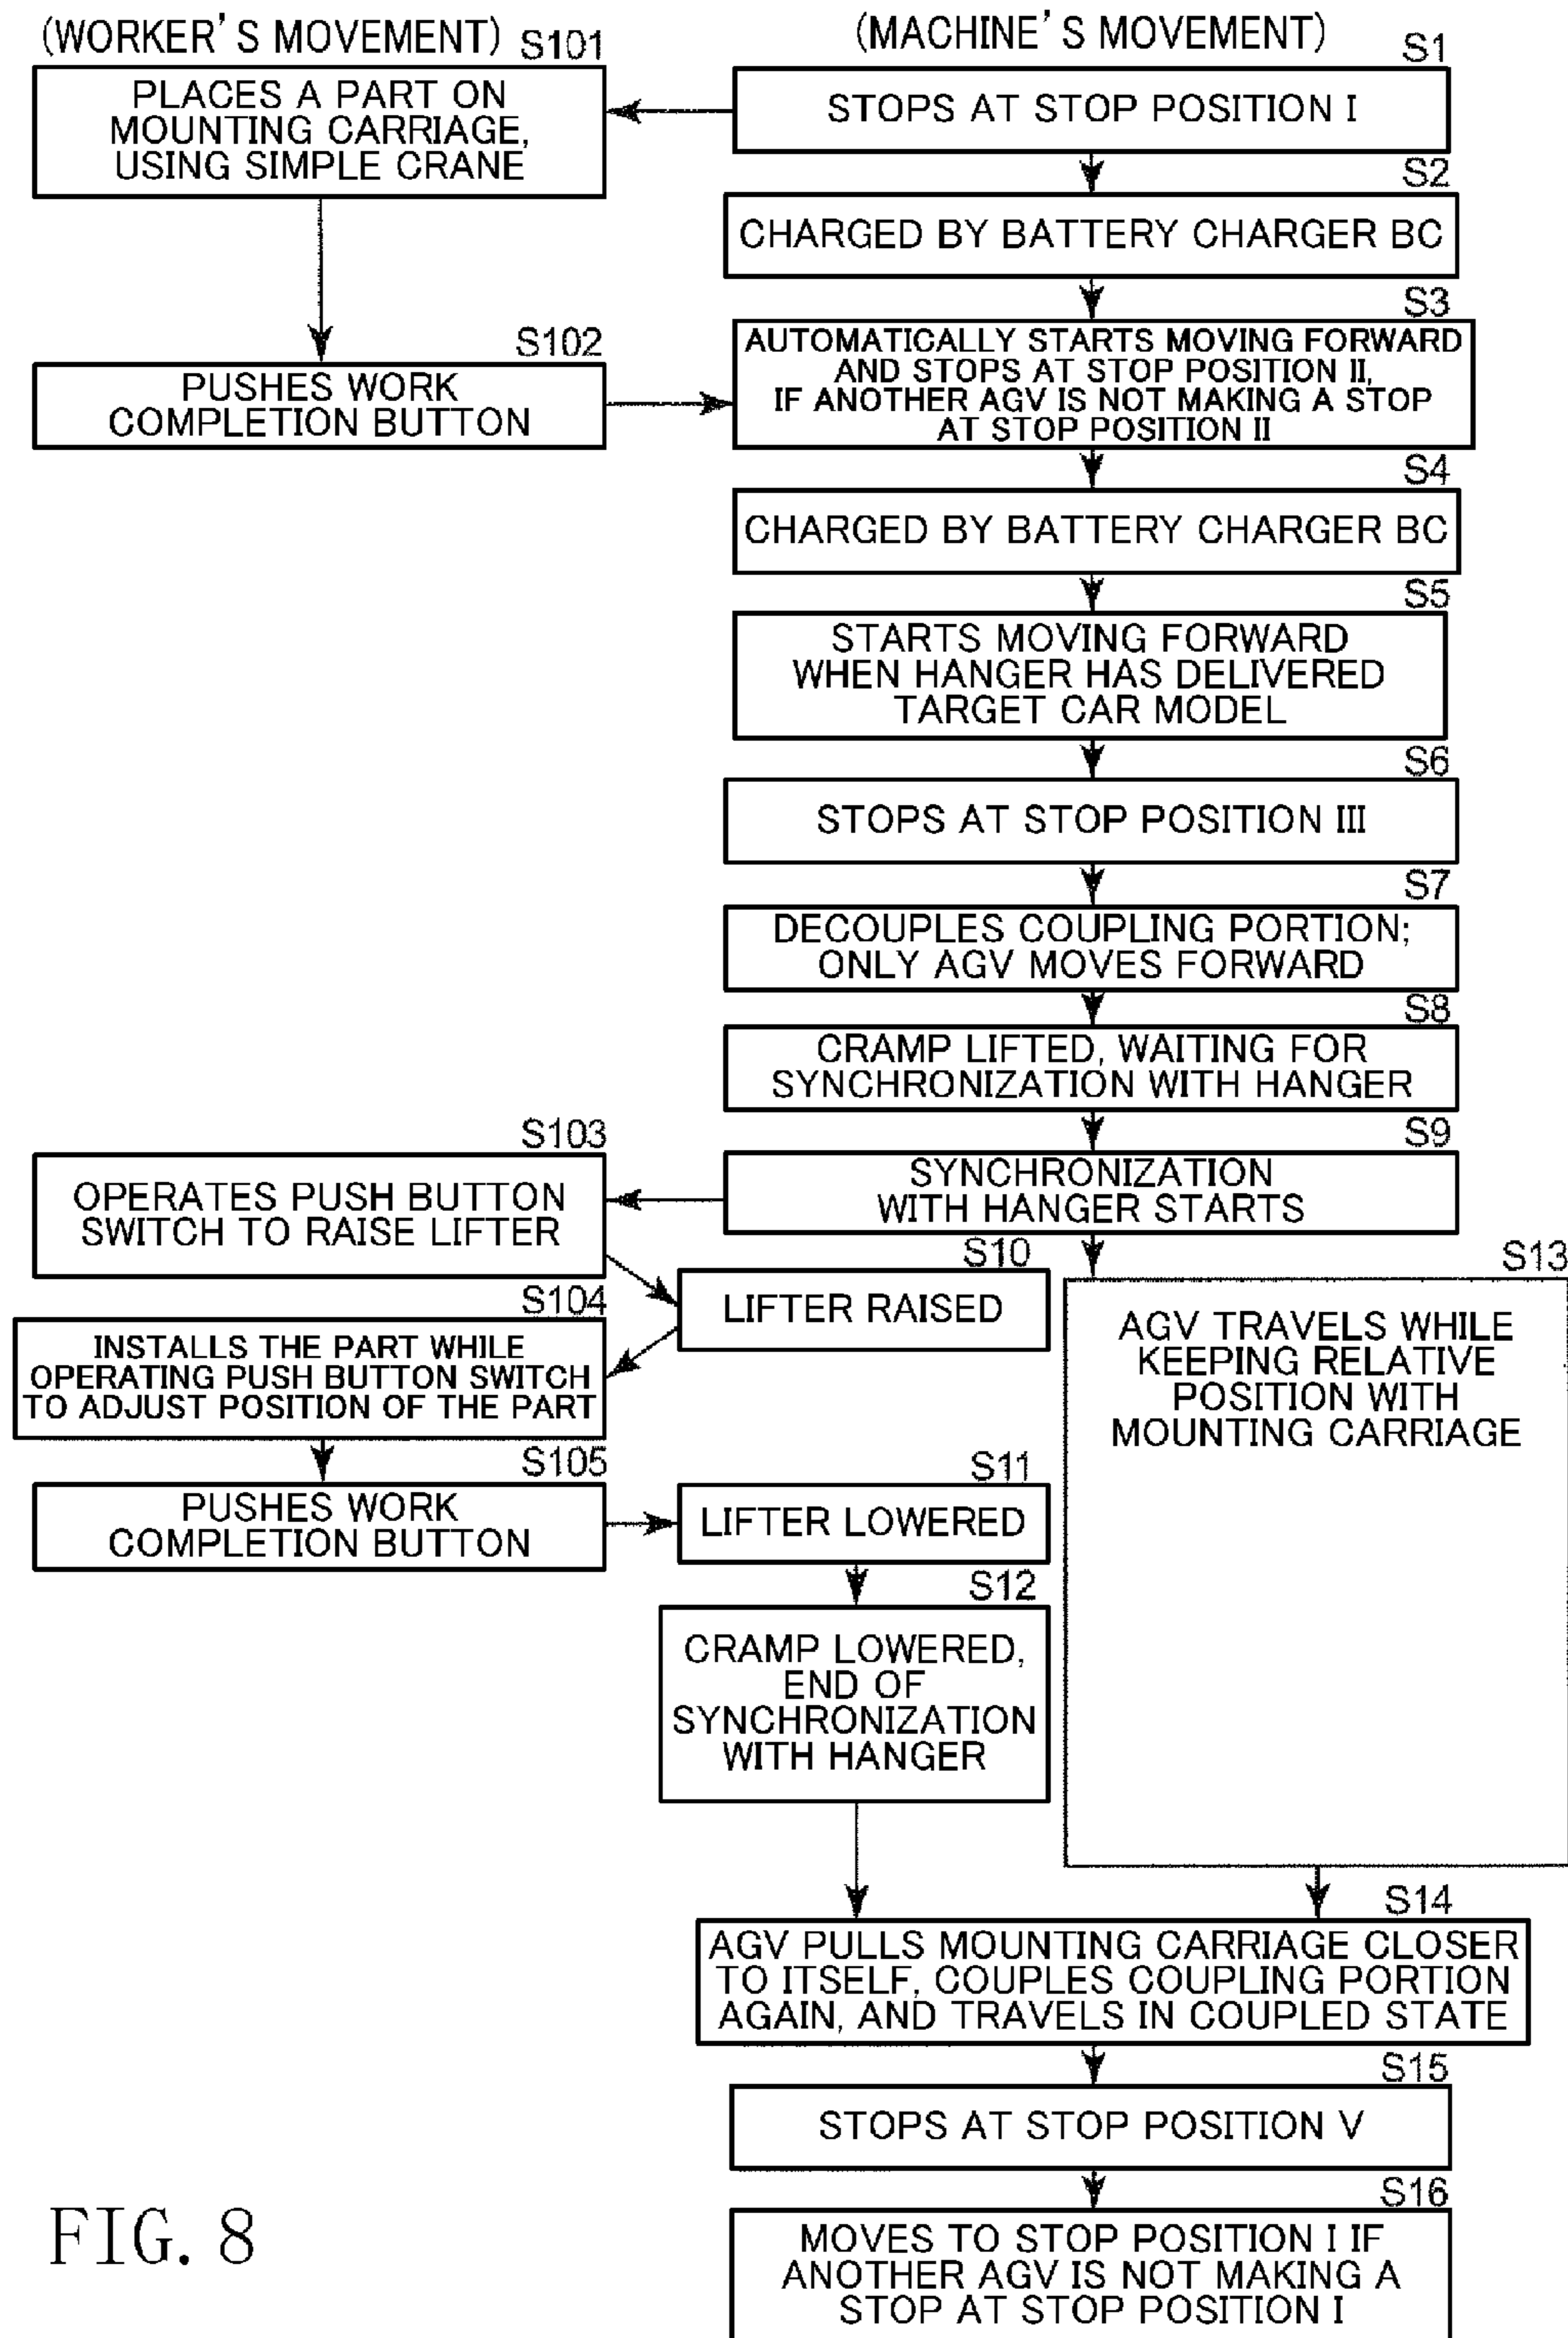 (WORKER'S MOVEMENT)
(MACHINE'S MOVEMENT)
S101
PLACES A PART ON
MOUNTING CARRIAGE,
USING SIMPLE CRANE
S1
STOPS AT STOP POSITION I
S2
CHARGED BY BATTERY CHARGER BC
S102
PUSHES WORK
COMPLETION BUTTON
S3
AUTOMATICALLY STARTS MOVING FORWARD
AND STOPS AT STOP POSITION II,
IF ANOTHER AGV IS NOT MAKING A STOP
AT STOP POSITION II
S4
CHARGED BY BATTERY CHARGER BC
S5
STARTS MOVING FORWARD
WHEN HANGER HAS DELIVERED
TARGET CAR MODEL
S6
STOPS AT STOP POSITION III
S7
DECOUPLES COUPLING PORTION;
ONLY AGV MOVES FORWARD
S8
CRAMP LIFTED, WAITING FOR
SYNCHRONIZATION WITH HANGER
S9
SYNCHRONIZATION
WITH HANGER STARTS
S103
OPERATES PUSH BUTTON
SWITCH TO RAISE LIFTER
S10
LIFTER RAISED
S13
AGV TRAVELS WHILE
KEEPING RELATIVE
POSITION WITH
MOUNTING CARRIAGE
S104
INSTALLS THE PART WHILE
OPERATING PUSH BUTTON SWITCH
TO ADJUST POSITION OF THE PART
S105
PUSHES WORK
COMPLETION BUTTON
S11
LIFTER LOWERED
S12
CRAMP LOWERED,
END OF
SYNCHRONIZATION
WITH HANGER
S14
AGV PULLS MOUNTING CARRIAGE CLOSER
TO ITSELF, COUPLES COUPLING PORTION
AGAIN, AND TRAVELS IN COUPLED STATE
S15
STOPS AT STOP POSITION V
S16
MOVES TO STOP POSITION I IF
ANOTHER AGV IS NOT MAKING A
STOP AT STOP POSITION I
FIG. 8